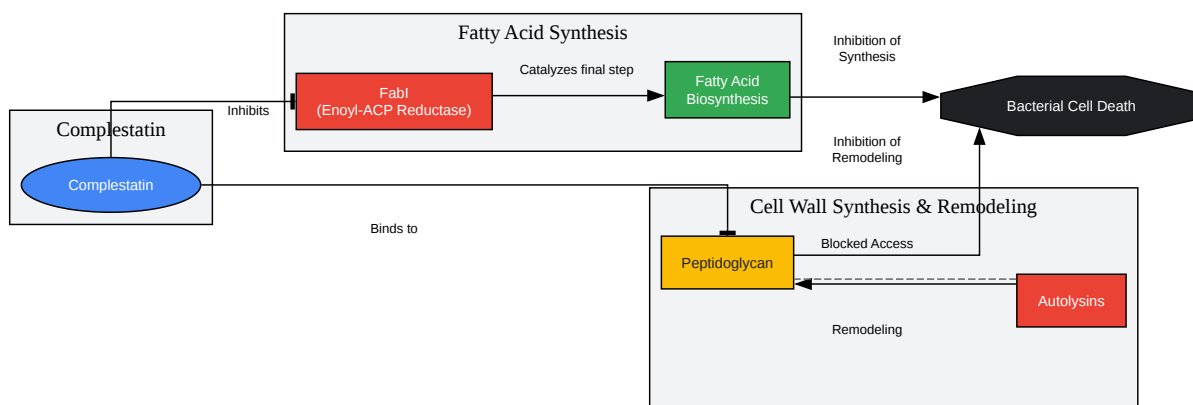 Fatty Acid Synthesis
Inhibition of
Synthesis
Catalyzes final step
FabI
(Enoyl-ACP Reductase)
Fatty Acid
Biosynthesis
Bacterial Cell Death
Inhibits
Complestatin
Inhibition of
Remodeling
Complestatin
Cell Wall Synthesis & Remodeling
Binds to
Blocked Access
Peptidoglycan
Autolysins
Remodeling